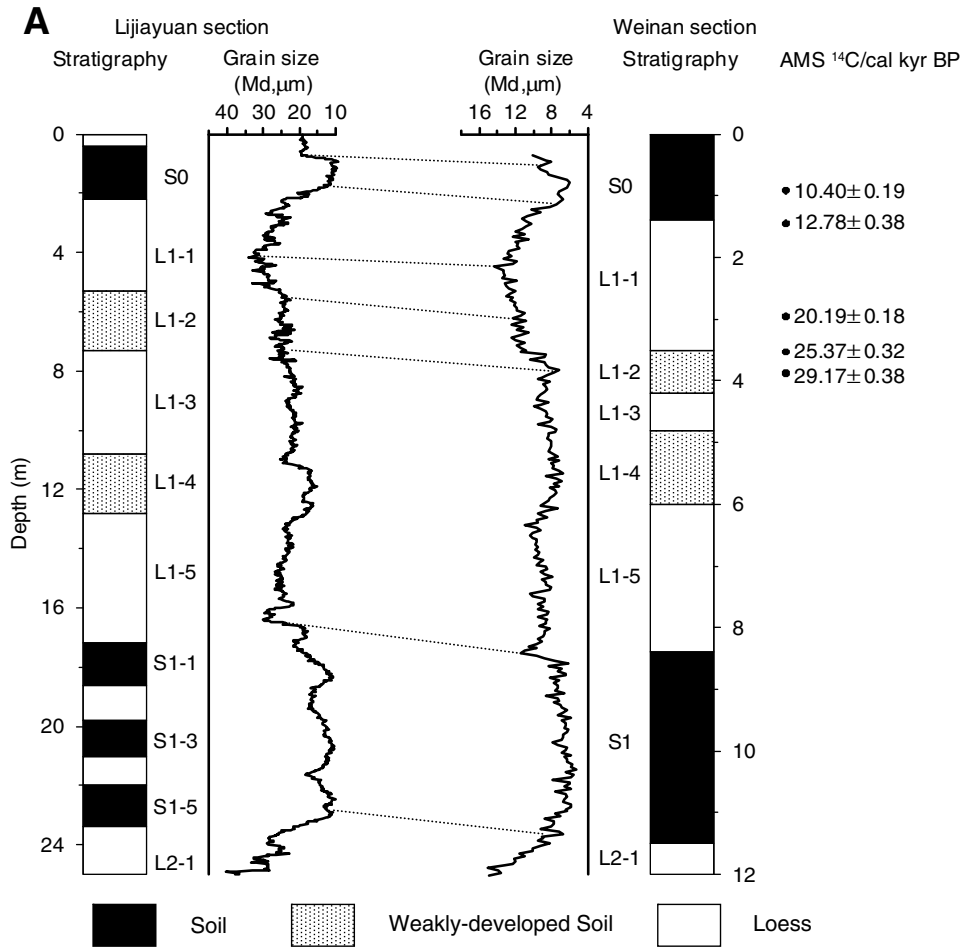 A
Lijiayuan section
Weinan section
Stratigraphy
Grain size
(Md,μm)
Grain size
(Md,μm)
Stratigraphy
AMS ¹⁴C/cal kyr BP
40 30 20 10
16 12 8 4
Depth (m)
0
4
8
12
16
20
24
S0
L1-1
L1-2
L1-3
L1-4
L1-5
S1-1
S1-3
S1-5
L2-1
S0
L1-1
L1-2
L1-3
L1-4
L1-5
S1
L2-1
0
2
4
6
8
10
12
10.40±0.19
12.78±0.38
20.19±0.18
25.37±0.32
29.17±0.38
Soil
Weakly-developed Soil
Loess